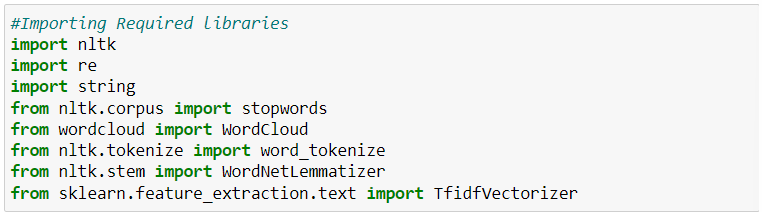 #Importing Required libraries
import nltk
import re
import string
from nltk.corpus import stopwords
from wordcloud import WordCloud
from nltk.tokenize import word_tokenize
from nltk.stem import WordNetLemmatizer
from sklearn.feature_extraction.text import TfidfVectorizer